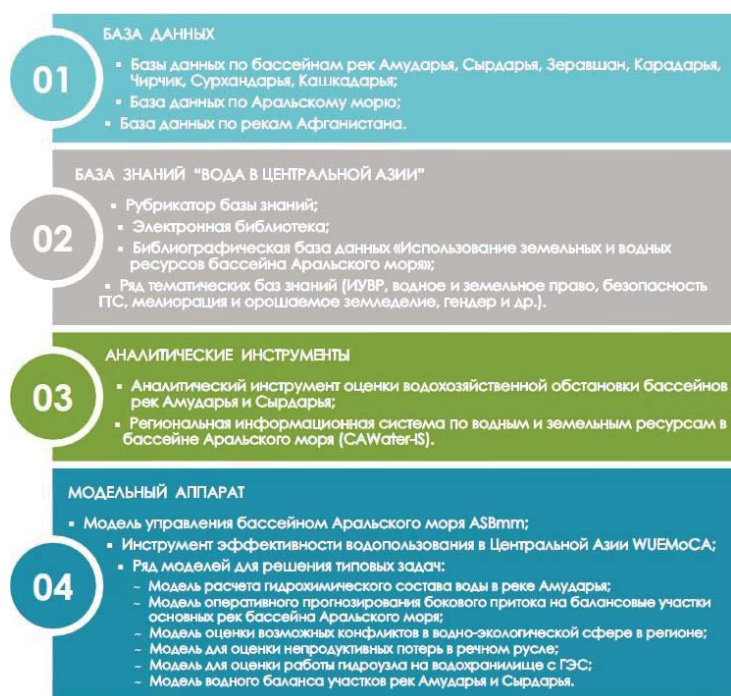 БАЗА ДАННЫХ
01
▪ Базы данных по бассейнам рек Амударья, Сырдарья, Зеравшан, Карадарья,
Чирчик, Сурхандарья, Кашкадарья;
▪ База данных по Аральскому морю;
▪ База данных по рекам Афганистана.
БАЗА ЗНАНИЙ "ВОДА В ЦЕНТРАЛЬНОЙ АЗИИ"
02
▪ Рубрикатор базы знаний;
▪ Электронная библиотека;
▪ Библиографическая база данных «Использование земельных и водных
ресурсов бассейна Аральского моря»;
▪ Ряд тематических баз знаний (ИУВР, водное и земельное право, безопасность
ГТС, мелиорация и орошаемое земледелие, гендер и др.).
АНАЛИТИЧЕСКИЕ ИНСТРУМЕНТЫ
03
▪ Аналитический инструмент оценки водохозяйственной обстановки бассейнов
рек Амударья и Сырдарья;
▪ Региональная информационная система по водным и земельным ресурсам в
бассейне Аральского моря (CAWater-IS).
МОДЕЛЬНЫЙ АППАРАТ
04
▪ Модель управления бассейном Аральского моря ASBmm;
▪ Инструмент эффективности водопользования в Центральной Азии WUEMoCA;
▪ Ряд моделей для решения типовых задач:
~ Модель расчета гидрохимического состава воды в реке Амударья;
~ Модель оперативного прогнозирования бокового притока на балансовые участки
основных рек бассейна Аральского моря;
~ Модель оценки возможных конфликтов в водно-экологической сфере в регионе;
~ Модель для оценки непродуктивных потерь в речном русле;
~ Модель для оценки работы гидроузла на водохранилище с ГЭС;
~ Модель водного баланса участков рек Амударья и Сырдарья.